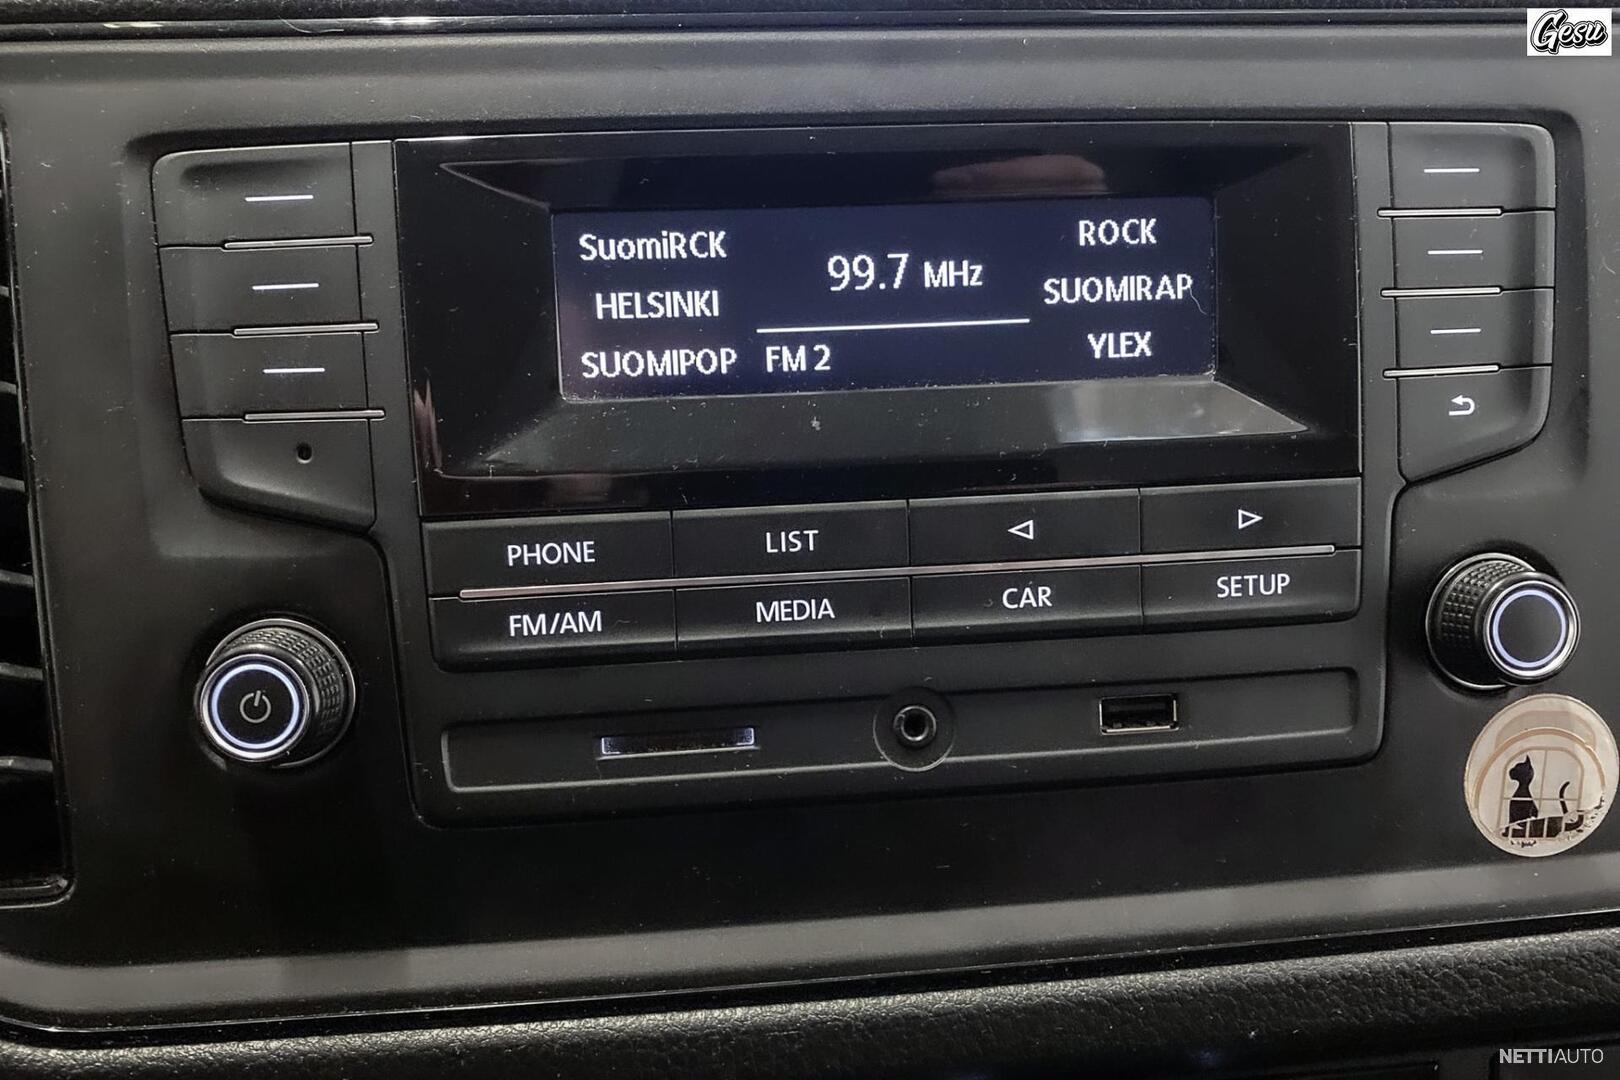 Gesu
SuomiRCK
HELSINKI
SUOMIPOP
99.7 MHz
FM 2
ROCK
SUOMIRAP
YLEX
PHONE
LIST
FM/AM
MEDIA
CAR
SETUP
NETTIAUTO